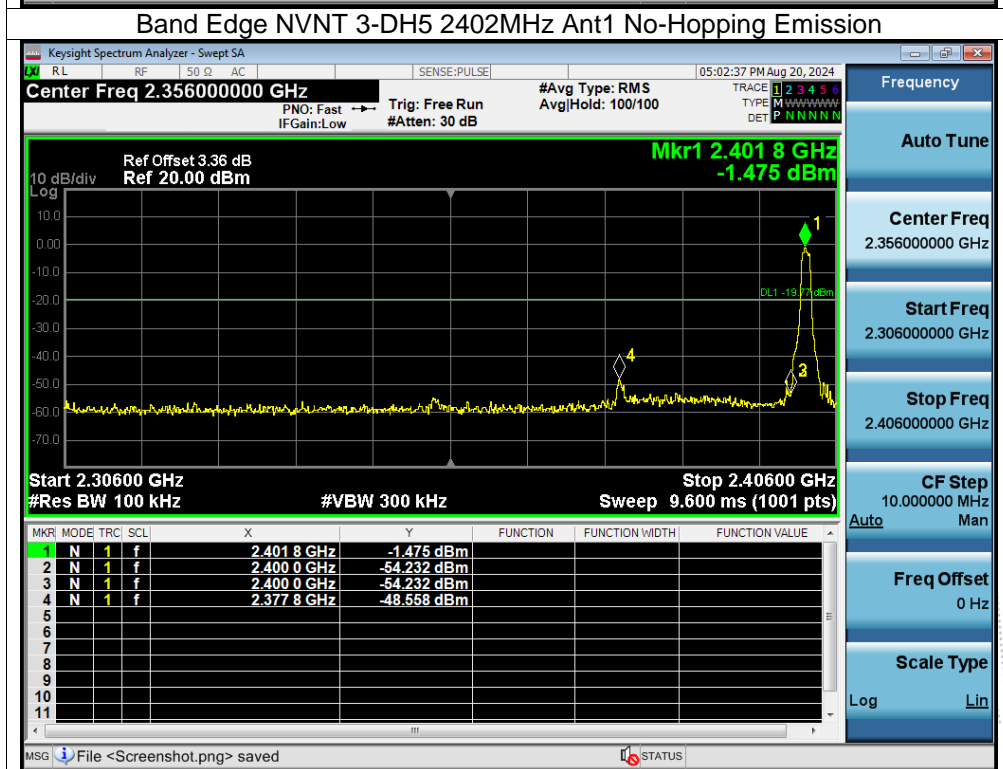 Band Edge NVNT 3-DH5 2402MHz Ant1 No-Hopping Emission
Keysight Spectrum Analyzer - Swept SA
LXI RL RF 50 Ω AC SENSE:PULSE 05:02:37 PM Aug 20, 2024
Center Freq 2.356000000 GHz #Avg Type: RMS TRACE 1 2 3 4 5 6
PNO: Fast Trig: Free Run Avg|Hold: 100/100 TYPE M W W W W W
IFGain:Low #Atten: 30 dB DET P N N N N N
Mkr1 2.401 8 GHz
Ref Offset 3.36 dB
10 dB/div Ref 20.00 dBm -1.475 dBm
Log
10.0
1
0.00
-10.0
DL1 -19.77 dBm
-20.0
-30.0
-40.0
4
3
-50.0
-60.0
-70.0
Start 2.30600 GHz Stop 2.40600 GHz
#Res BW 100 kHz #VBW 300 kHz Sweep 9.600 ms (1001 pts)
MKR MODE TRC SCL X Y FUNCTION FUNCTION WIDTH FUNCTION VALUE
1 N 1 f 2.401 8 GHz -1.475 dBm
2 N 1 f 2.400 0 GHz -54.232 dBm
3 N 1 f 2.400 0 GHz -54.232 dBm
4 N 1 f 2.377 8 GHz -48.558 dBm
5
6
7
8
9
10
11
MSG File <Screenshot.png> saved STATUS
Frequency
Auto Tune
Center Freq
2.356000000 GHz
Start Freq
2.306000000 GHz
Stop Freq
2.406000000 GHz
CF Step
10.000000 MHz
Auto Man
Freq Offset
0 Hz
Scale Type
Log Lin